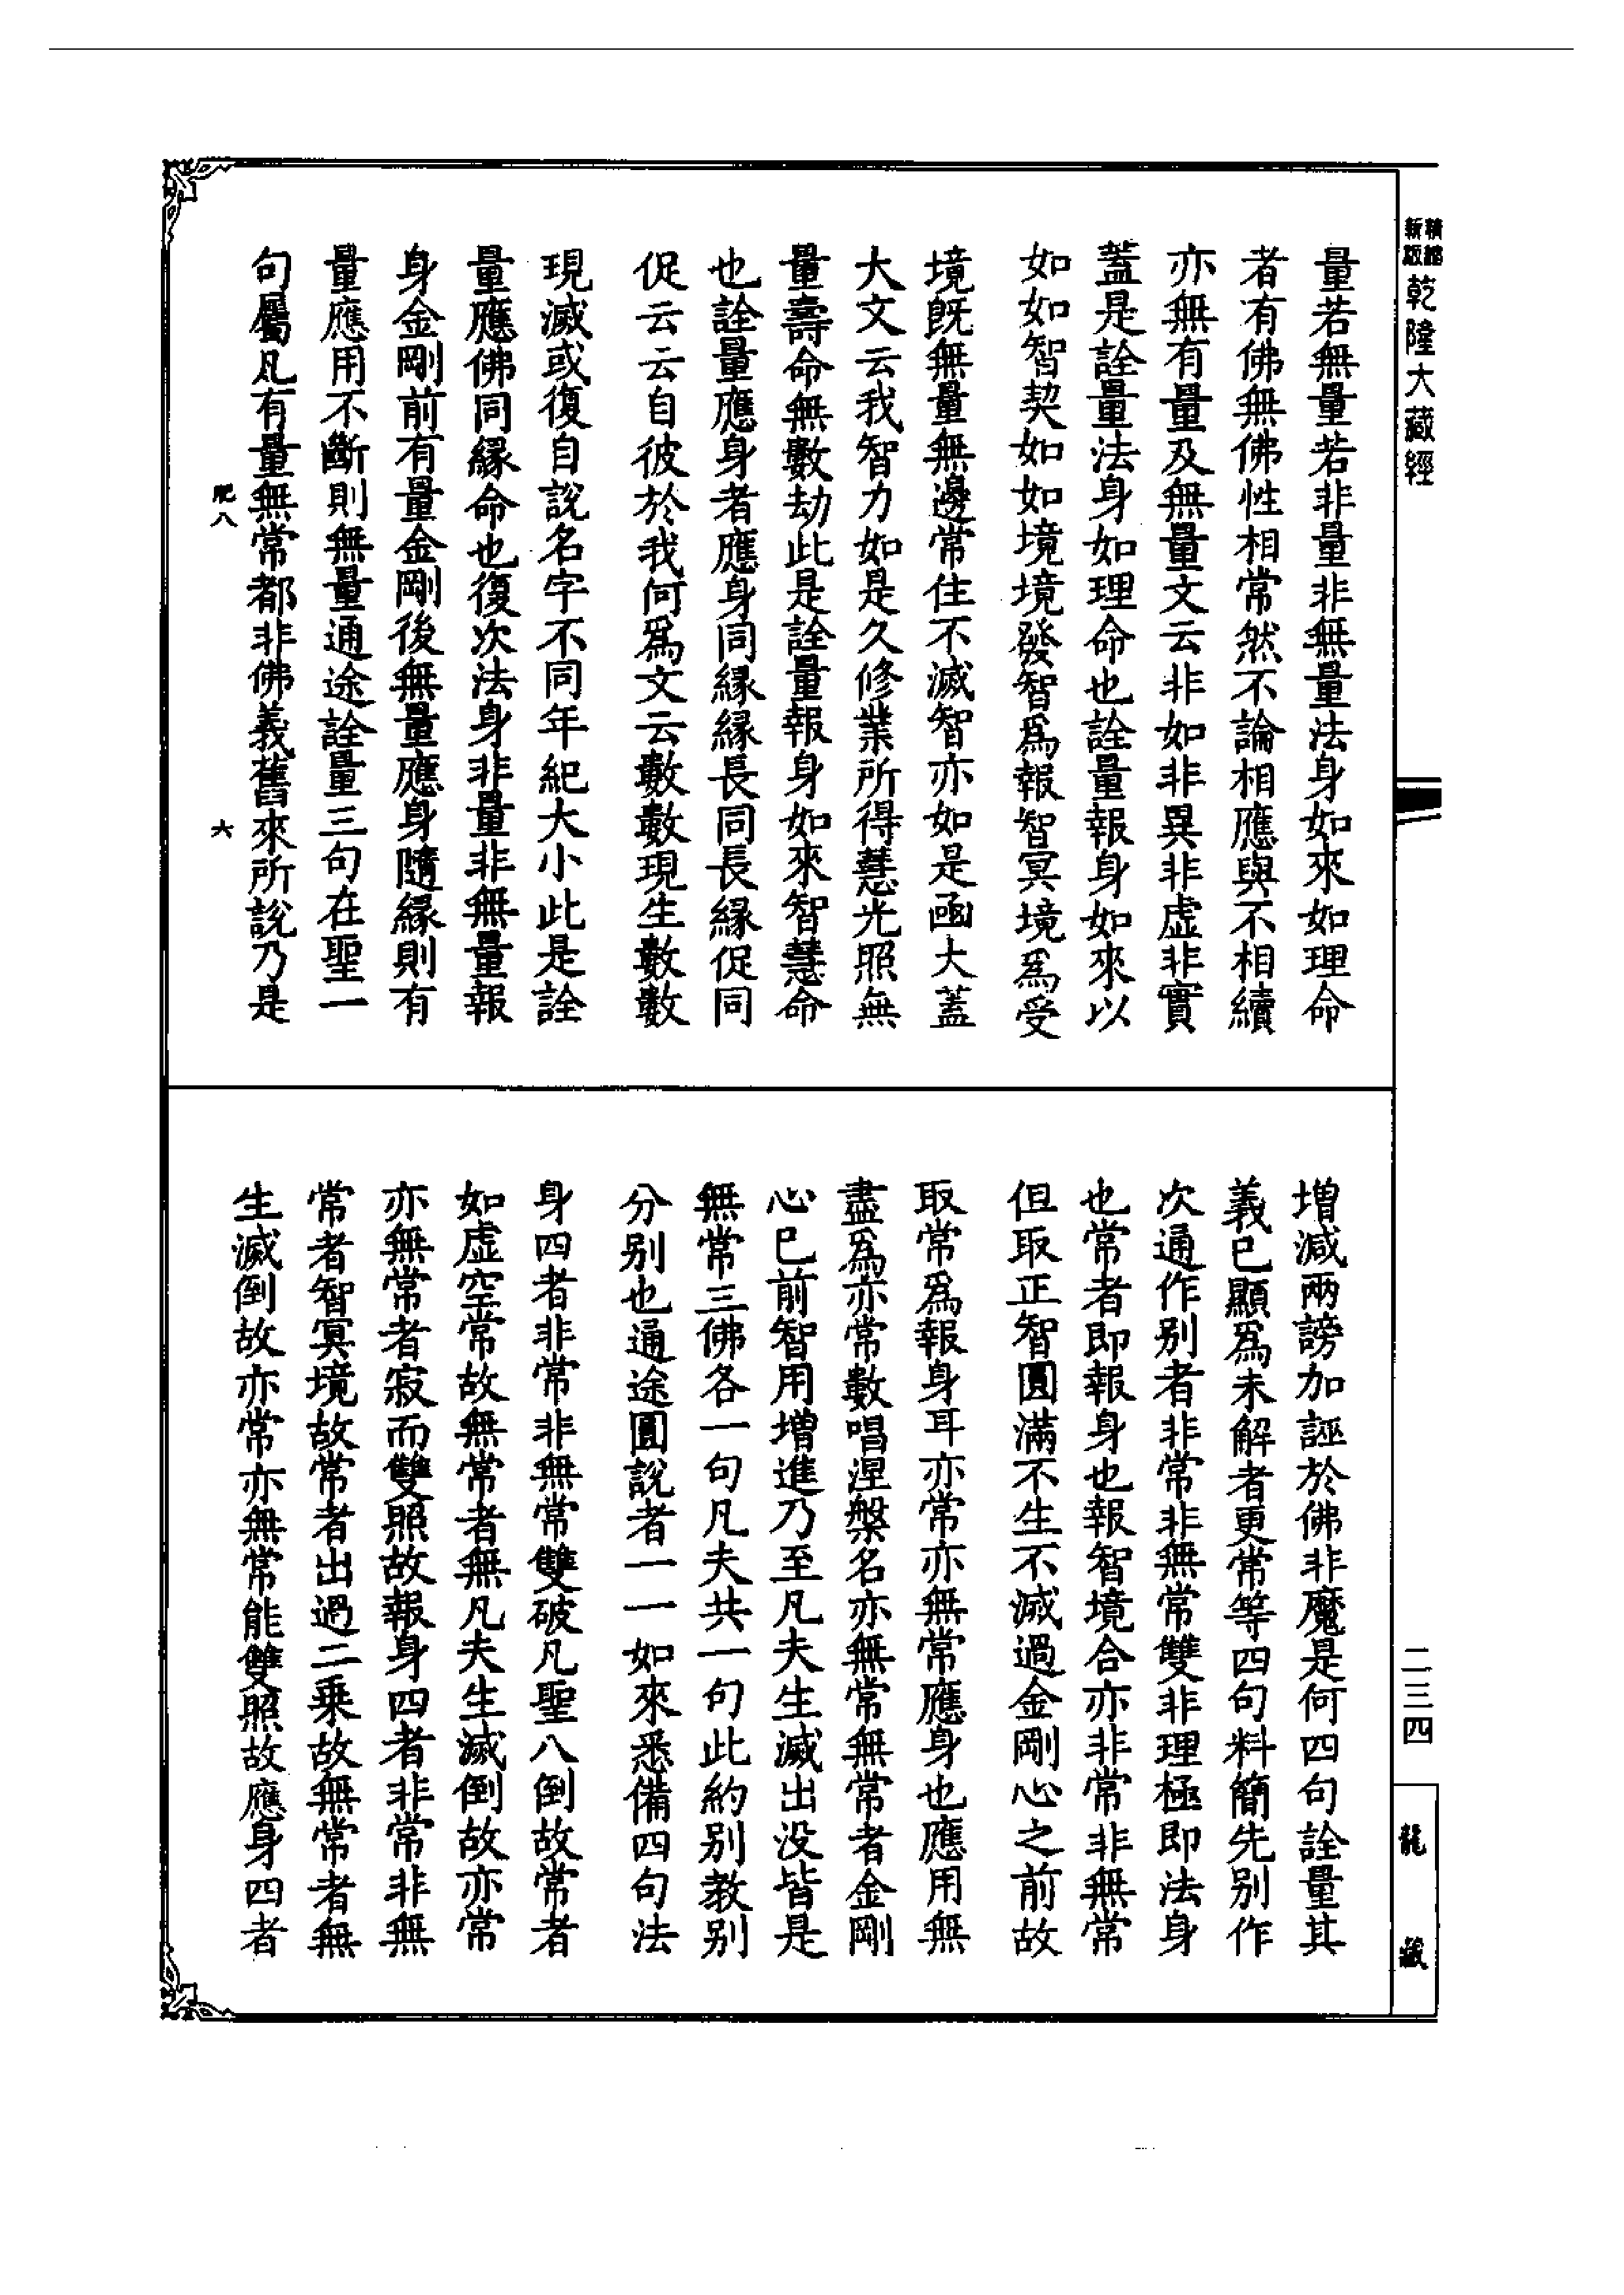 新版精縮乾隆大藏經
量若無量若非量非無量法身如來如理命
者有佛無佛性相常然不論相應與不相續
亦無有量及無量文云非如非異非虛非實
蓋是詮量法身如理命也詮量報身如來以
如如智契如如境境發智爲報智冥境爲受
境旣無量無邊常住不滅智亦如是函大蓋
大文云我智力如是久修業所得慧光照無
量壽命無數劫此是詮量報身如來智慧命
也詮量應身者應身同緣緣長同長緣促同
促云云自彼於我何爲文云數數現生數數
現滅或復自說名字不同年紀大小此是詮
量應佛同緣命也復次法身非量非無量報
身金剛前有量金剛後無量應身隨緣則有
量應用不斷則無量通途詮量三句在聖一
句屬凡有量無常都非佛義舊來所說乃是
肥八 六
增減兩謗加誣於佛非魔是何四句詮量其
義已顯爲未解者更常等四句料簡先別作
次通作別者非常非無常雙非理極即法身
也常者即報身也報智境合亦非常非無常
但取正智圓滿不生不滅過金剛心之前故
取常爲報身耳亦常亦無常應身也應用無
盡爲亦常數唱涅槃名亦無常無常者金剛
心已前智用增進乃至凡夫生滅出沒皆是
無常三佛各一句凡夫共一句此約別教別
分別也通途圓說者一一如來悉備四句法
身四者非常非無常雙破凡聖八倒故常者
如虛空常故無常者無凡夫生滅倒故亦常
亦無常者寂而雙照故報身四者非常非無
常者智冥境故常者出過二乘故無常者無
生滅倒故亦常亦無常能雙照故應身四者
二三四
龍藏